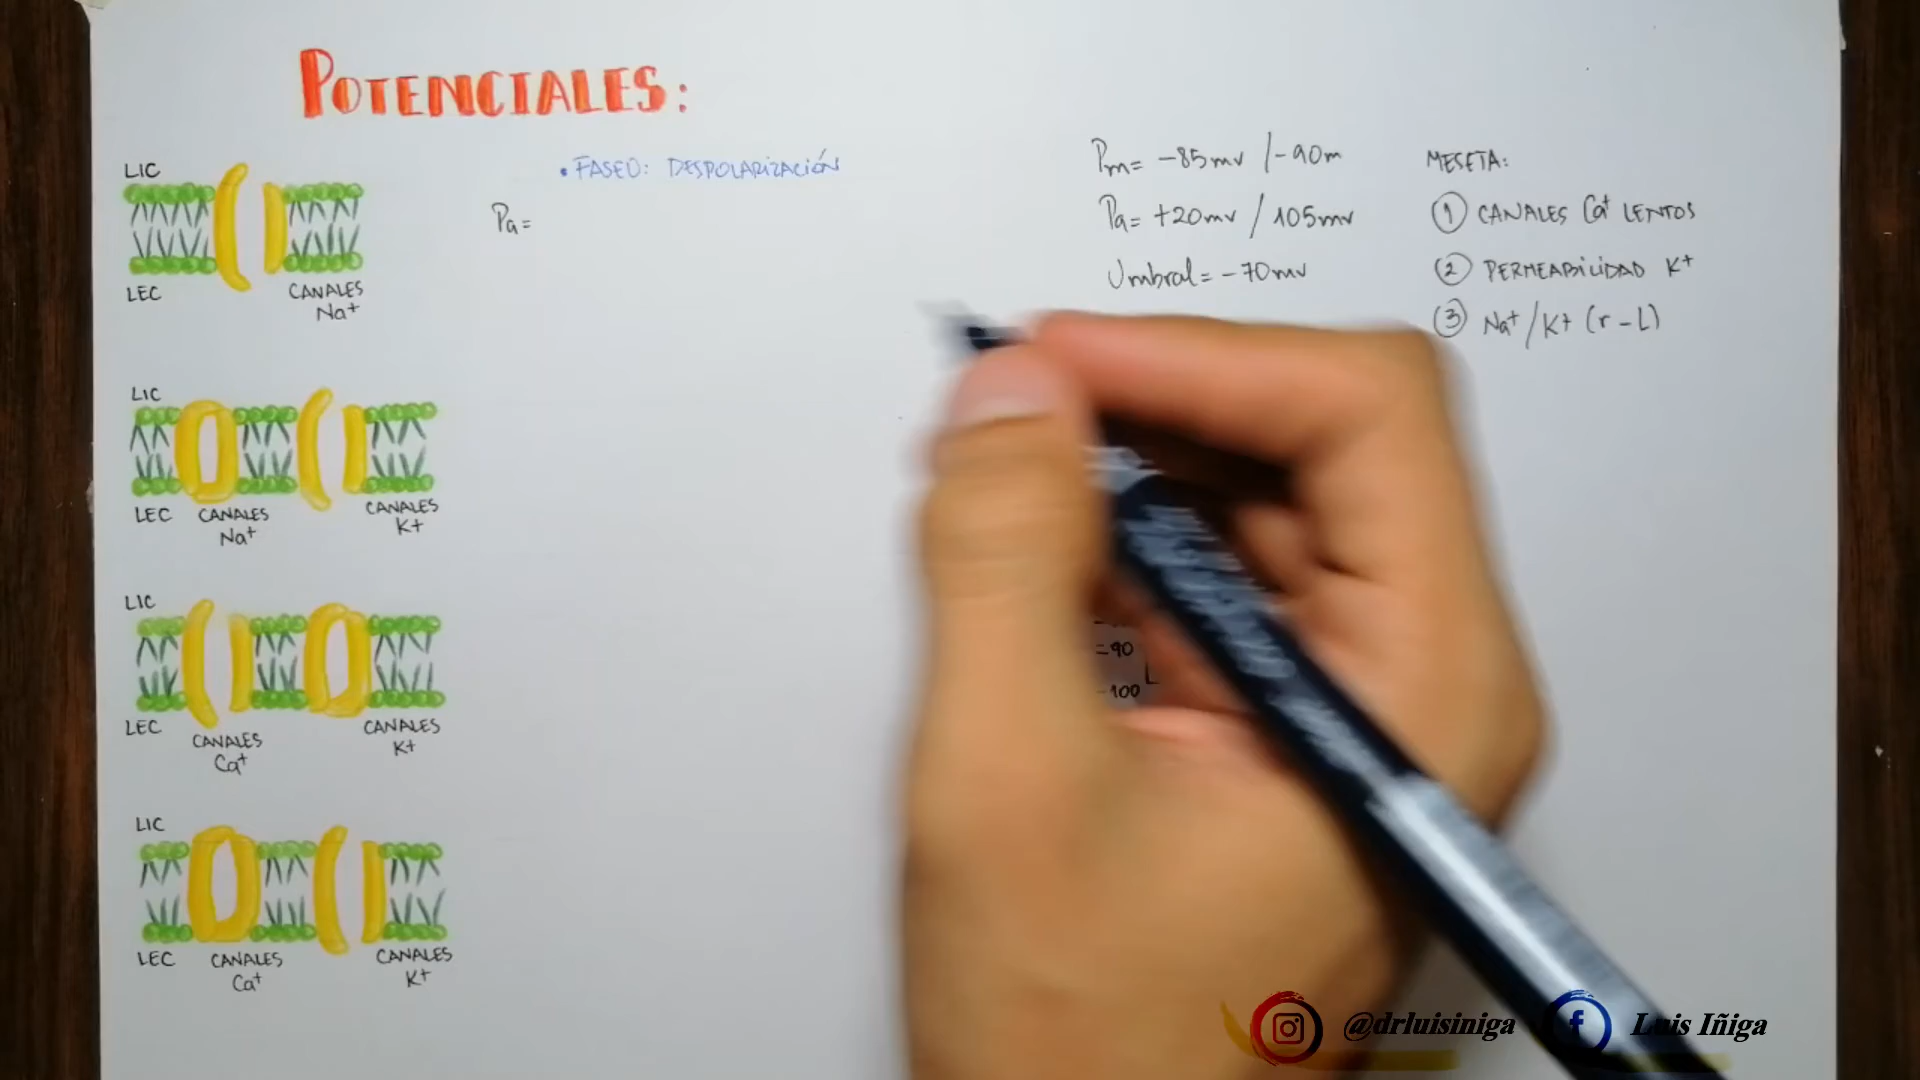 POTENCIALES:
LIC
LEC
CANALES
Na+
LIC
LEC
CANALES
Na+
CANALES
K+
LIC
LEC
CANALES
Ca+
CANALES
K+
LIC
LEC
CANALES
Ca+
CANALES
K+
• FASE0: DESPOLARIZACIÓN
Pa=
Pm= -85mv /-90m
Pa= +20mv / 105mv
Umbral= -70mv
MESETA:
① CANALES Ca+ LENTOS
② PERMEABILIDAD K+
③ Na+/K+ (r-L)
-90
-100
@drluisiniga
Luis Iñiga